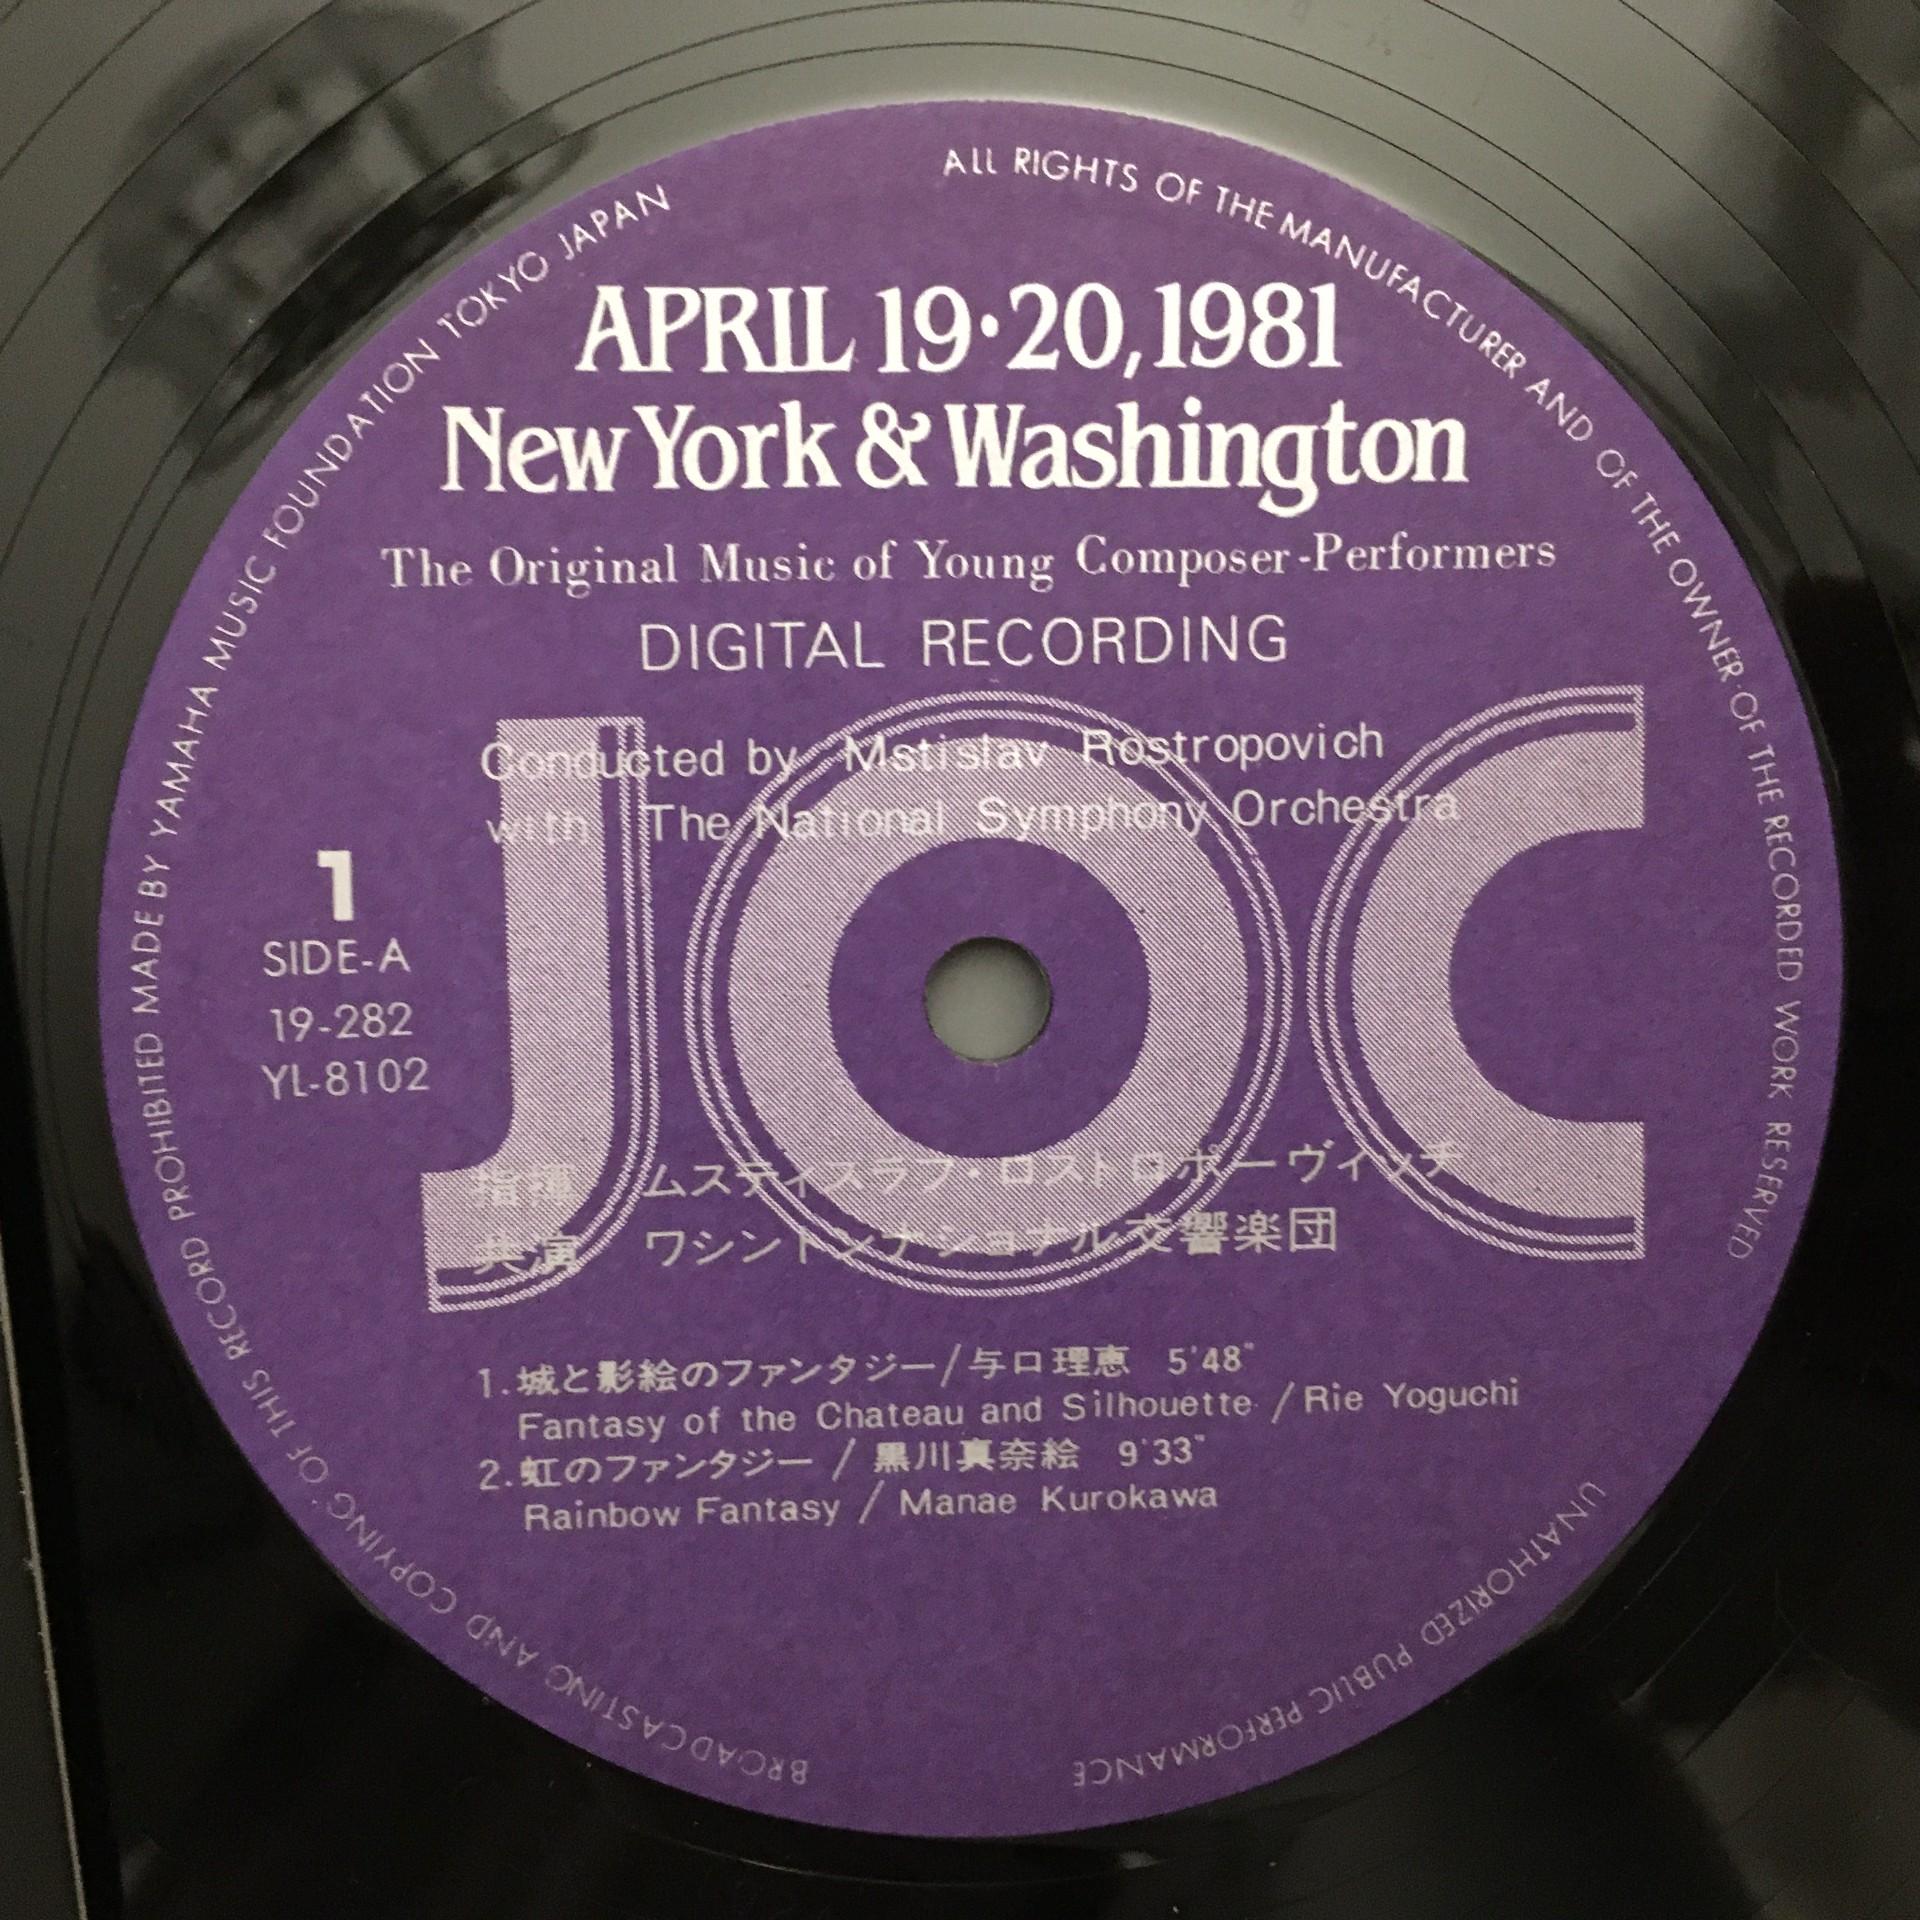 APRIL 19·20, 1981
New York & Washington
The Original Music of Young Composer-Performers
DIGITAL RECORDING
JOC
Conducted by Mstislav Rostropovich
with The National Symphony Orchestra
1
SIDE-A
19-282
YL-8102
指揮 ムスティスラフ・ロストロポーヴィッチ
共演 ワシントンナショナル交響楽団
1.城と影絵のファンタジー/与口理恵 5'48"
Fantasy of the Chateau and Silhouette / Rie Yoguchi
2.虹のファンタジー / 黒川真奈絵 9'33"
Rainbow Fantasy / Manae Kurokawa
ALL RIGHTS OF THE MANUFACTURER AND OF THE OWNER·OF THE RECORDED WORK RESERVED
UNATHORIZED PUBLIC PERFORMANCE
BROADCASTING AND COPYING OF THIS RECORD PROHIBITED MADE BY YAMAHA MUSIC FOUNDATION TOKYO JAPAN